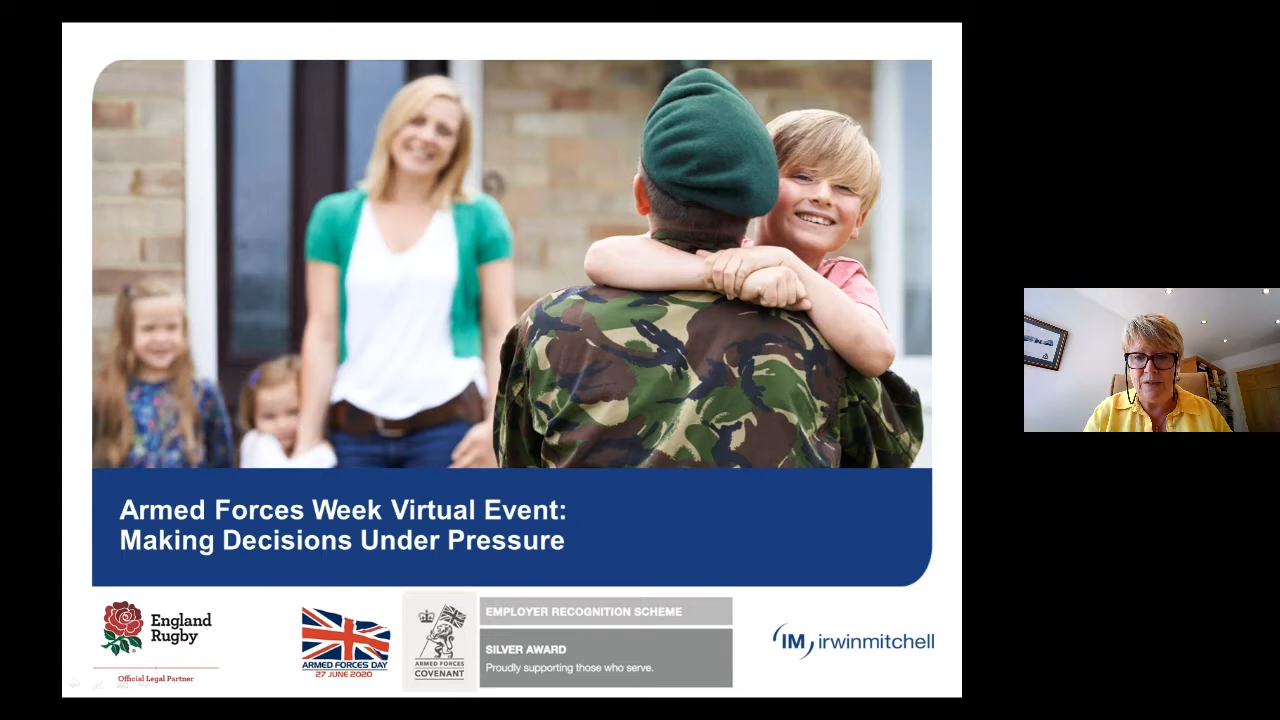 Armed Forces Week Virtual Event:
Making Decisions Under Pressure
England
Rugby
Official Legal Partner
ARMED FORCES DAY
27 JUNE 2020
ARMED FORCES
COVENANT
EMPLOYER RECOGNITION SCHEME
SILVER AWARD
Proudly supporting those who serve.
IM irwinmitchell